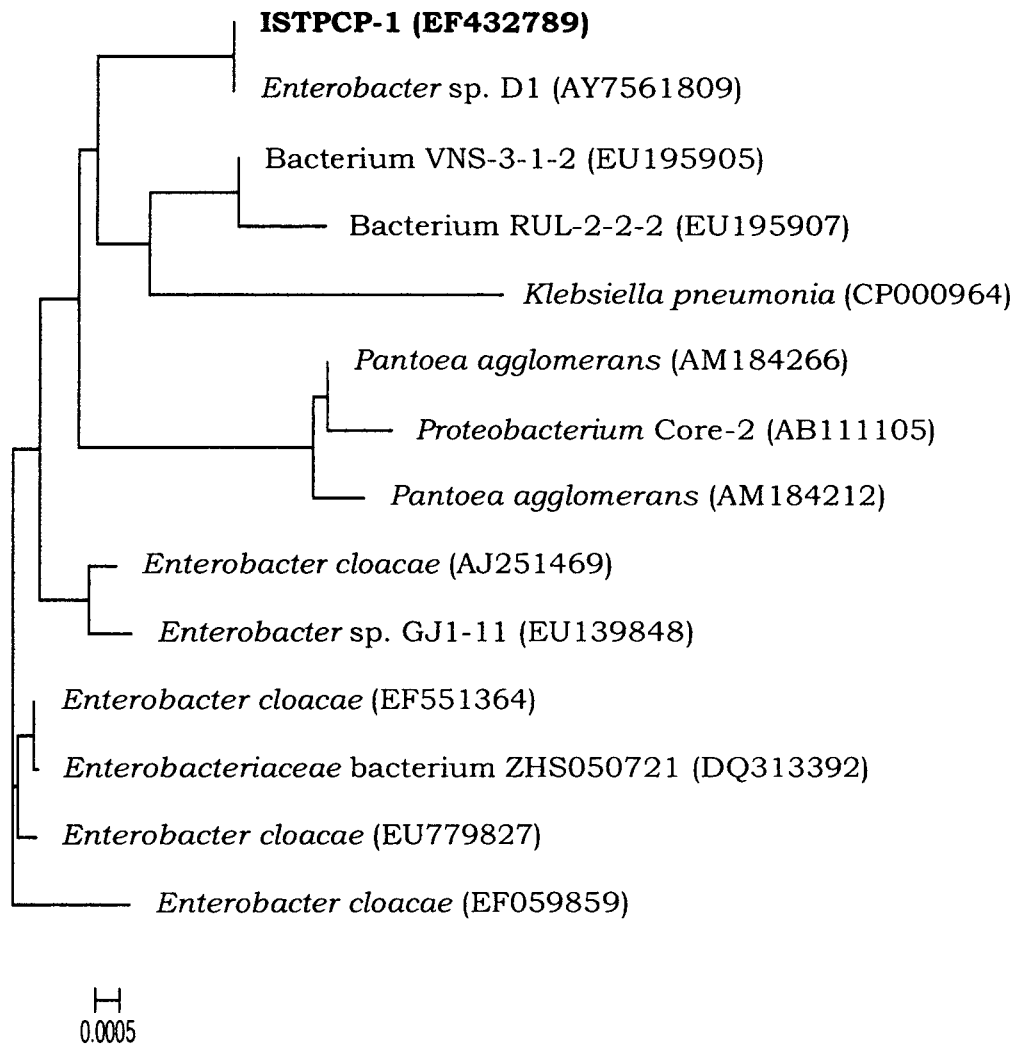 ISTPCP-1 (EF432789)
Enterobacter sp. D1 (AY7561809)
Bacterium VNS-3-1-2 (EU195905)
Bacterium RUL-2-2-2 (EU195907)
Klebsiella pneumonia (CP000964)
Pantoea agglomerans (AM184266)
Proteobacterium Core-2 (AB111105)
Pantoea agglomerans (AM184212)
Enterobacter cloacae (AJ251469)
Enterobacter sp. GJ1-11 (EU139848)
Enterobacter cloacae (EF551364)
Enterobacteriaceae bacterium ZHS050721 (DQ313392)
Enterobacter cloacae (EU779827)
Enterobacter cloacae (EF059859)
0.0005